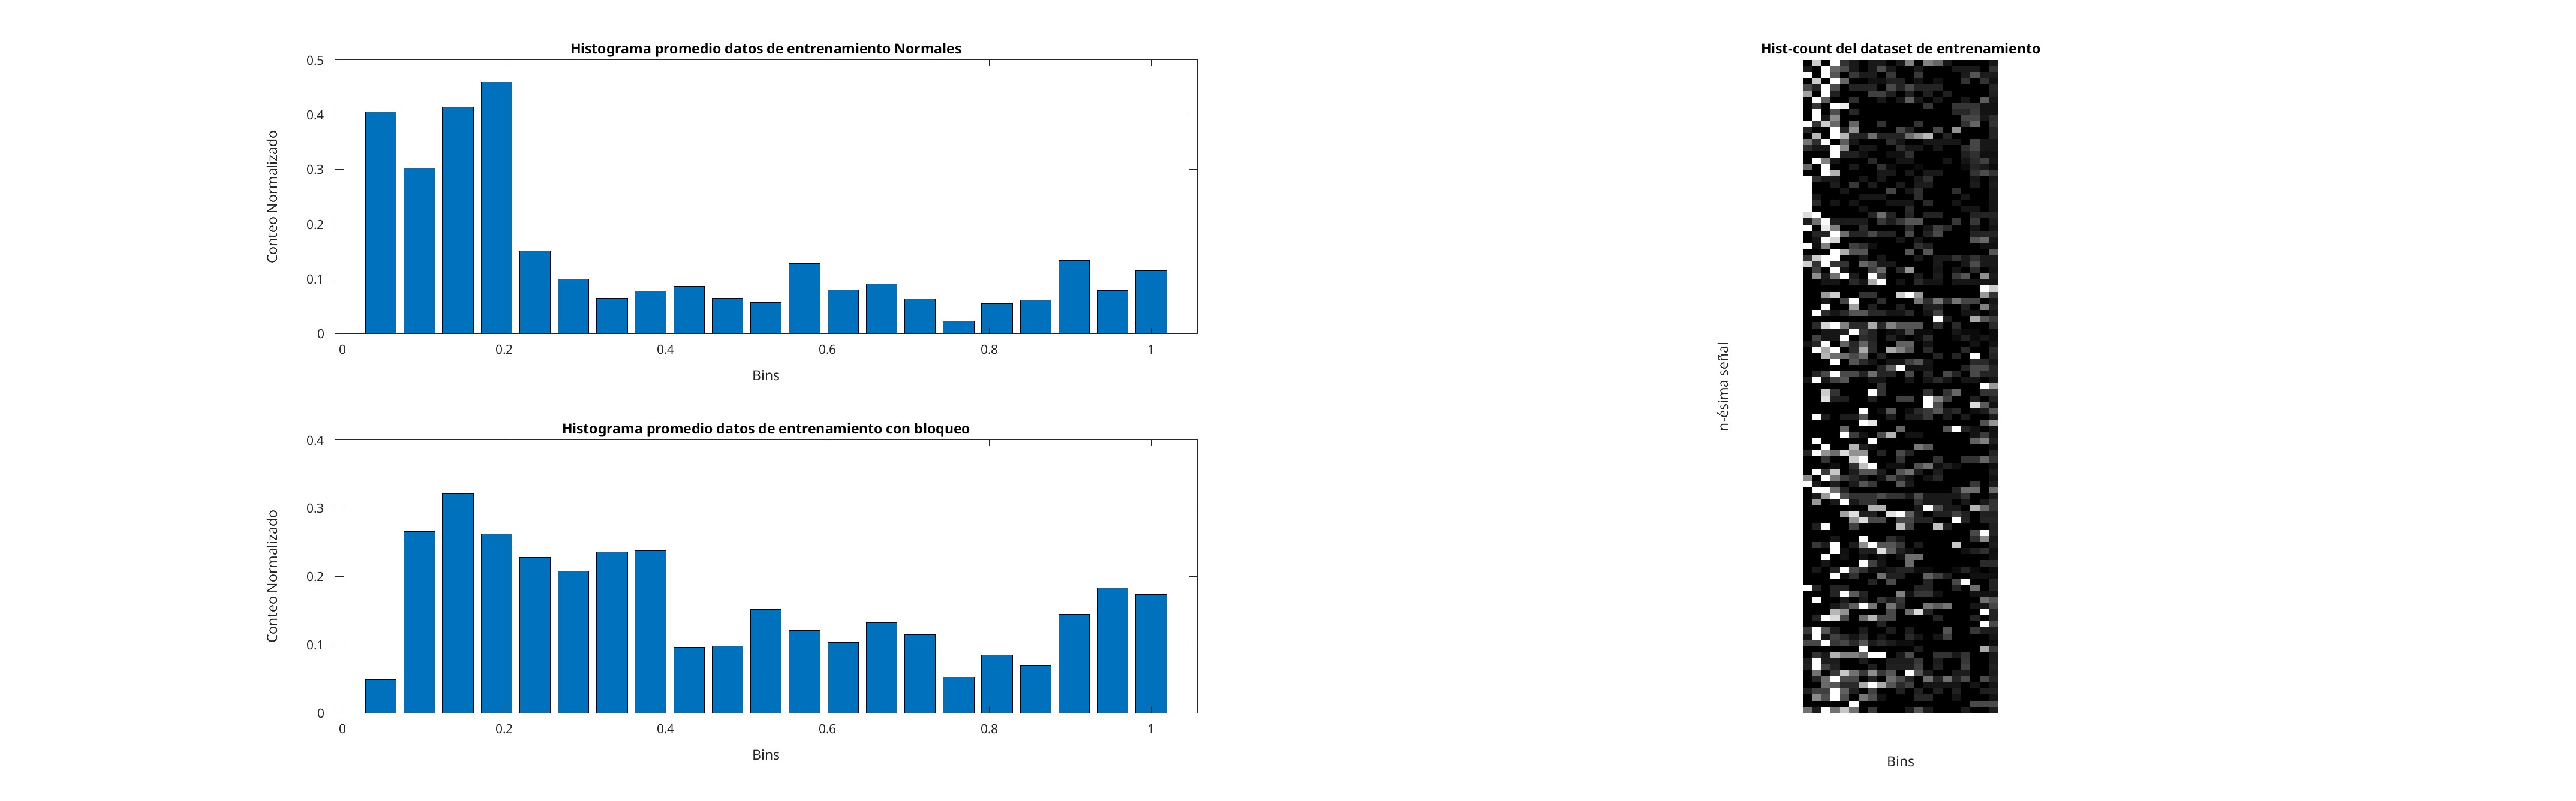 Histograma promedio datos de entrenamiento Normales
0.5
0.4
0.3
0.2
0.1
0
Conteo Normalizado
0 0.2 0.4 0.6 0.8 1
Bins
Histograma promedio datos de entrenamiento con bloqueo
0.4
0.3
0.2
0.1
0
Conteo Normalizado
0 0.2 0.4 0.6 0.8 1
Bins
Hist-count del dataset de entrenamiento
n-ésima señal
Bins